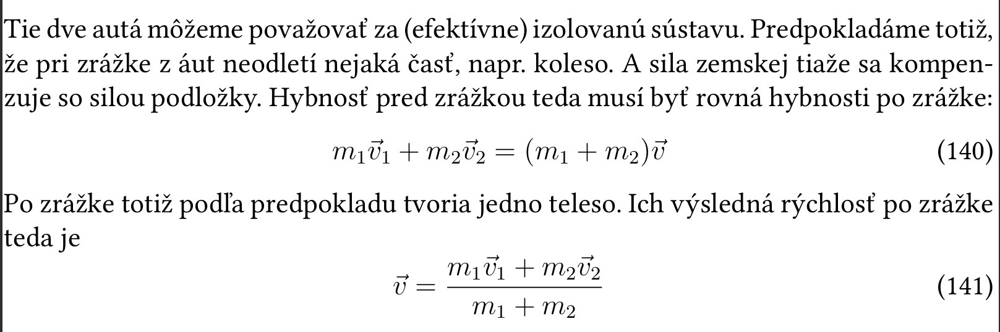 Tie dve autá môžeme považovať za (efektívne) izolovanú sústavu. Predpokladáme totiž,
že pri zrážke z áut neodletí nejaká časť, napr. koleso. A sila zemskej tiaže sa kompen-
zuje so silou podložky. Hybnosť pred zrážkou teda musí byť rovná hybnosti po zrážke:
$m_1\vec{v}_1 + m_2\vec{v}_2 = (m_1 + m_2)\vec{v}$ (140)
Po zrážke totiž podľa predpokladu tvoria jedno teleso. Ich výsledná rýchlosť po zrážke
teda je
$\vec{v} = \frac{m_1\vec{v}_1 + m_2\vec{v}_2}{m_1 + m_2}$ (141)